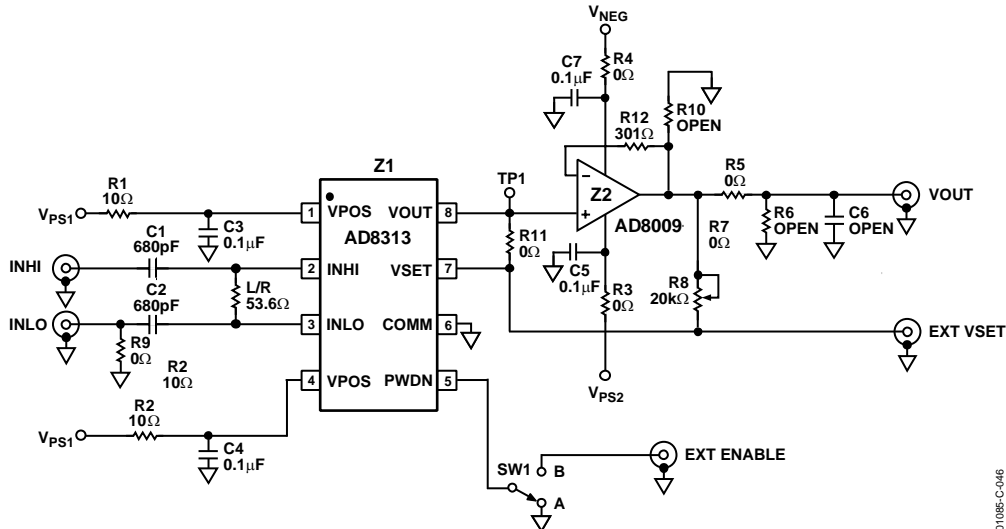 V_NEG
C7
0.1µF
R4
0Ω
R10
OPEN
R12
301Ω
Z1
TP1
R5
0Ω
R1
10Ω
V_PS1
C3
0.1µF
1
VPOS
VOUT
8
AD8313
–
+
Z2
AD8009
VOUT
R6
OPEN
C6
OPEN
R7
0Ω
C1
680pF
INHI
2
INHI
VSET
7
R11
0Ω
C5
0.1µF
R3
0Ω
R8
20kΩ
C2
680pF
L/R
53.6Ω
INLO
3
INLO
COMM
6
EXT VSET
R9
0Ω
R2
10Ω
4
VPOS
PWDN
5
V_PS2
V_PS1
R2
10Ω
C4
0.1µF
SW1
B
A
EXT ENABLE
01085-C-046